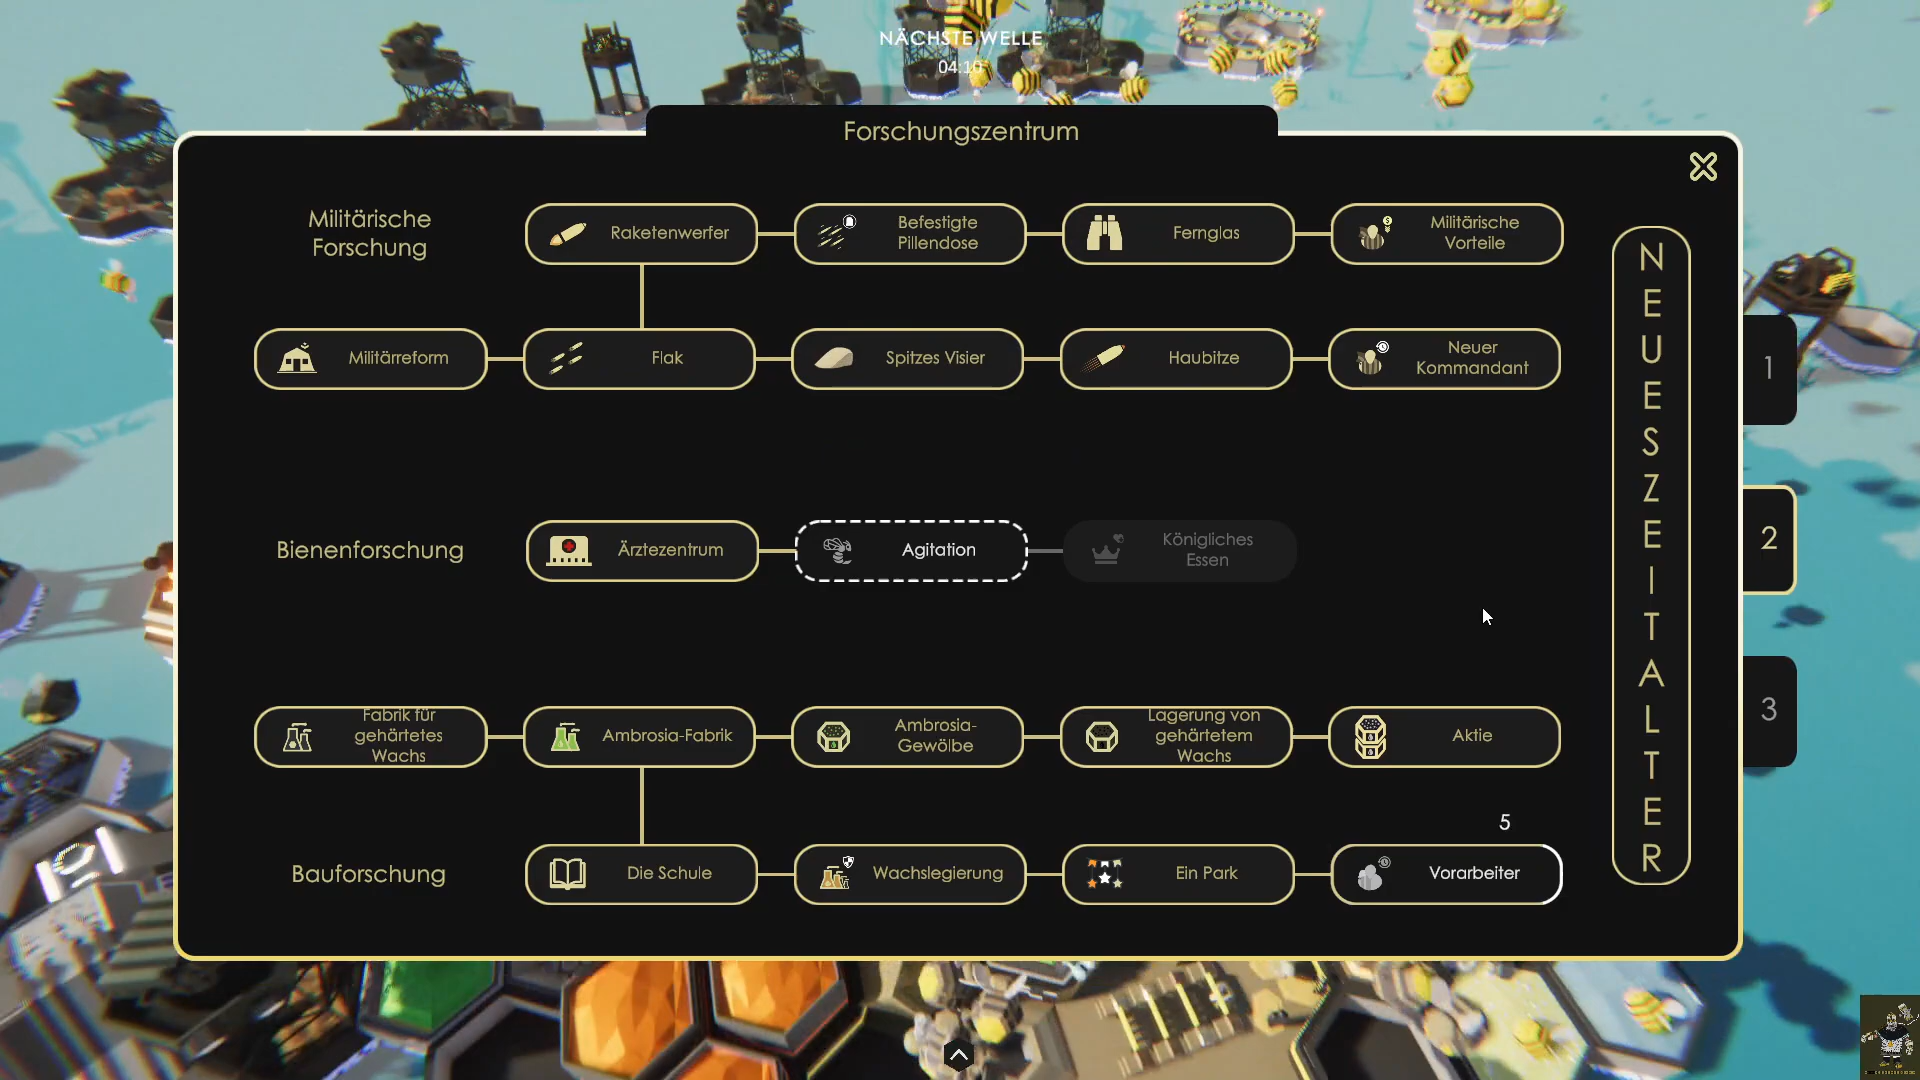 NÄCHSTE WELLE
04:10
Forschungszentrum
Militärische
Forschung
Raketenwerfer
Befestigte
Pillendose
Fernglas
Militärische
Vorteile
Militärreform
Flak
Spitzes Visier
Haubitze
Neuer
Kommandant
Bienenforschung
Ärztezentrum
Agitation
Königliches
Essen
Fabrik für
gehärtetes
Wachs
Ambrosia-Fabrik
Ambrosia-
Gewölbe
Lagerung von
gehärtetem
Wachs
Aktie
5
Bauforschung
Die Schule
Wachslegierung
Ein Park
Vorarbeiter
NEUESZEITALTER
1
2
3